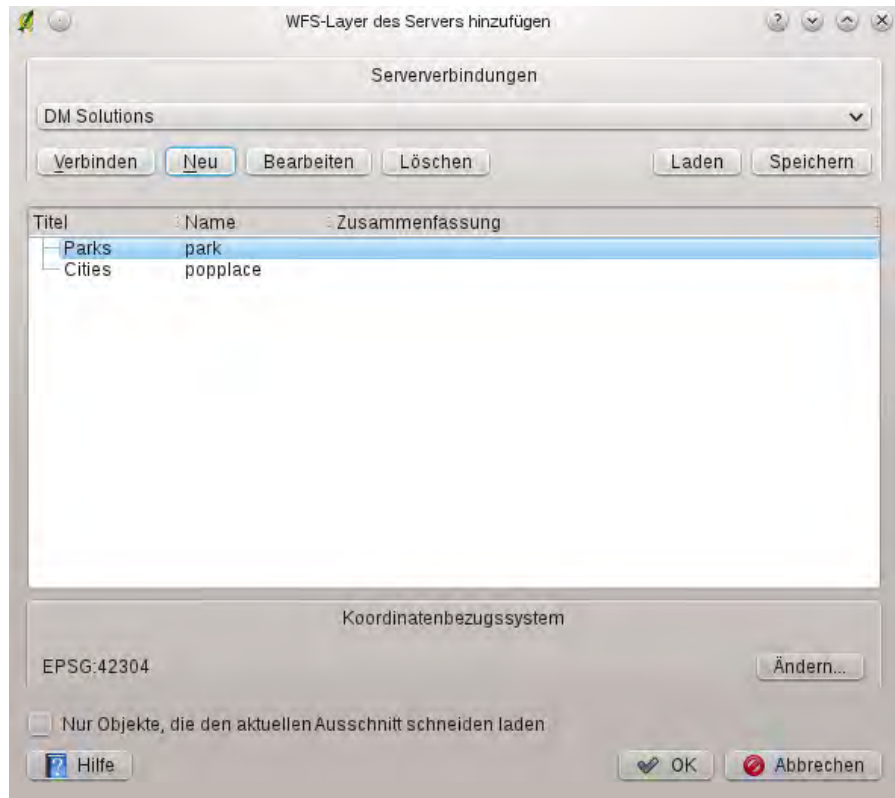 WFS-Layer des Servers hinzufügen
Serververbindungen
DM Solutions
Verbinden Neu Bearbeiten Löschen Laden Speichern
Titel Name Zusammenfassung
Parks park
Cities popplace
Koordinatenbezugssystem
EPSG:42304 Ändern...
Nur Objekte, die den aktuellen Ausschnitt schneiden laden
Hilfe OK Abbrechen